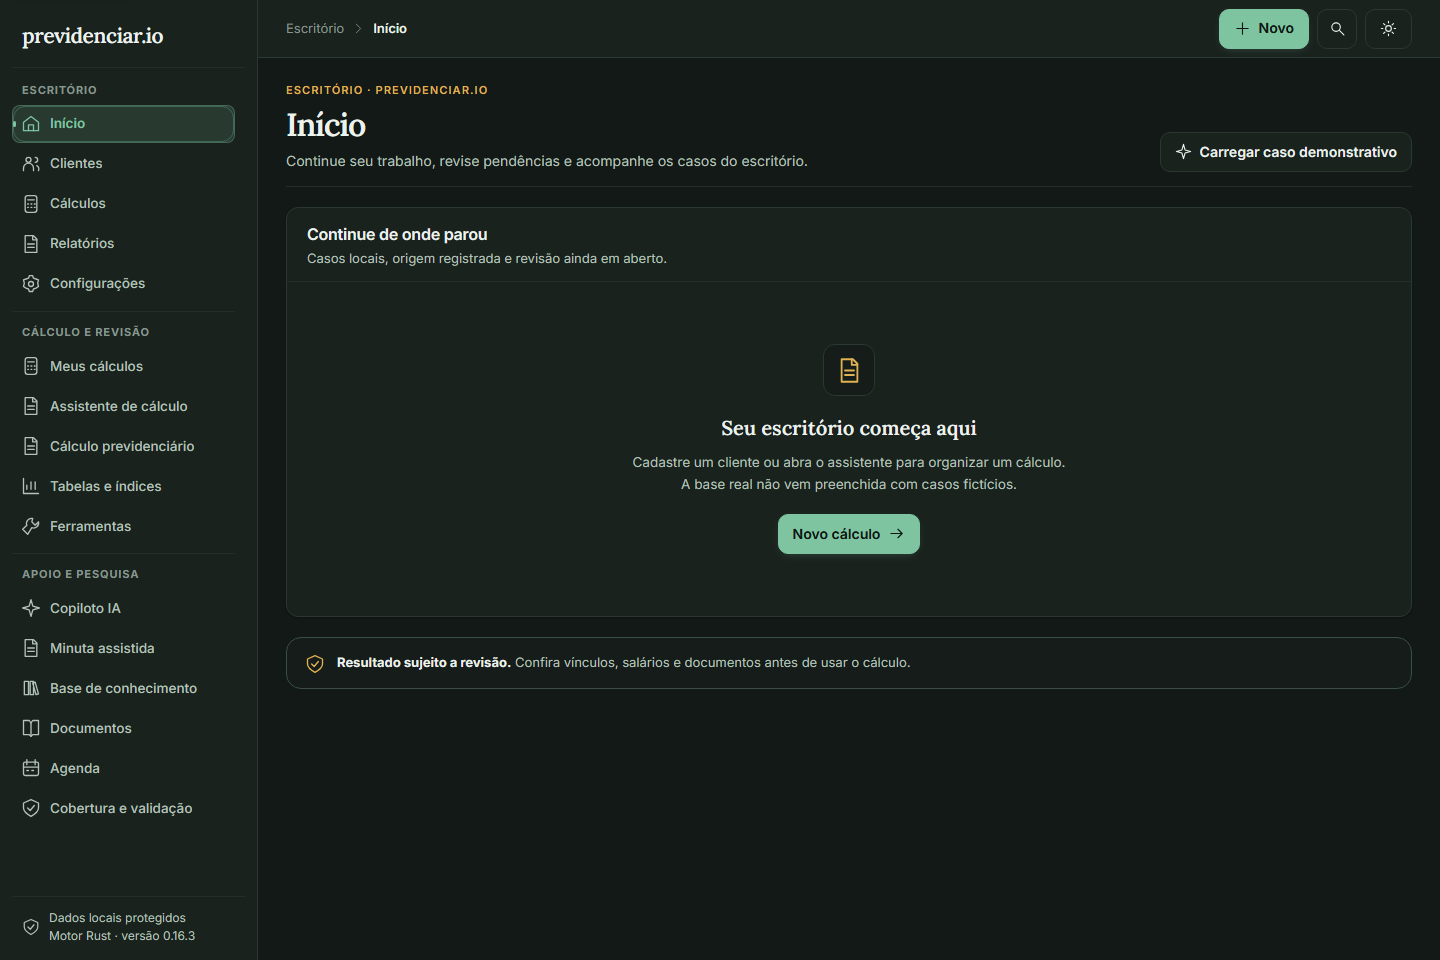 previdenciar.io
ESCRITÓRIO
Início
Clientes
Cálculos
Relatórios
Configurações
CÁLCULO E REVISÃO
Meus cálculos
Assistente de cálculo
Cálculo previdenciário
Tabelas e índices
Ferramentas
APOIO E PESQUISA
Copiloto IA
Minuta assistida
Base de conhecimento
Documentos
Agenda
Cobertura e validação
Dados locais protegidos
Motor Rust · versão 0.16.3
Escritório > Início
Novo
ESCRITÓRIO · PREVIDENCIAR.IO
Início
Continue seu trabalho, revise pendências e acompanhe os casos do escritório.
Carregar caso demonstrativo
Continue de onde parou
Casos locais, origem registrada e revisão ainda em aberto.
Seu escritório começa aqui
Cadastre um cliente ou abra o assistente para organizar um cálculo.
A base real não vem preenchida com casos fictícios.
Novo cálculo →
Resultado sujeito a revisão. Confira vínculos, salários e documentos antes de usar o cálculo.